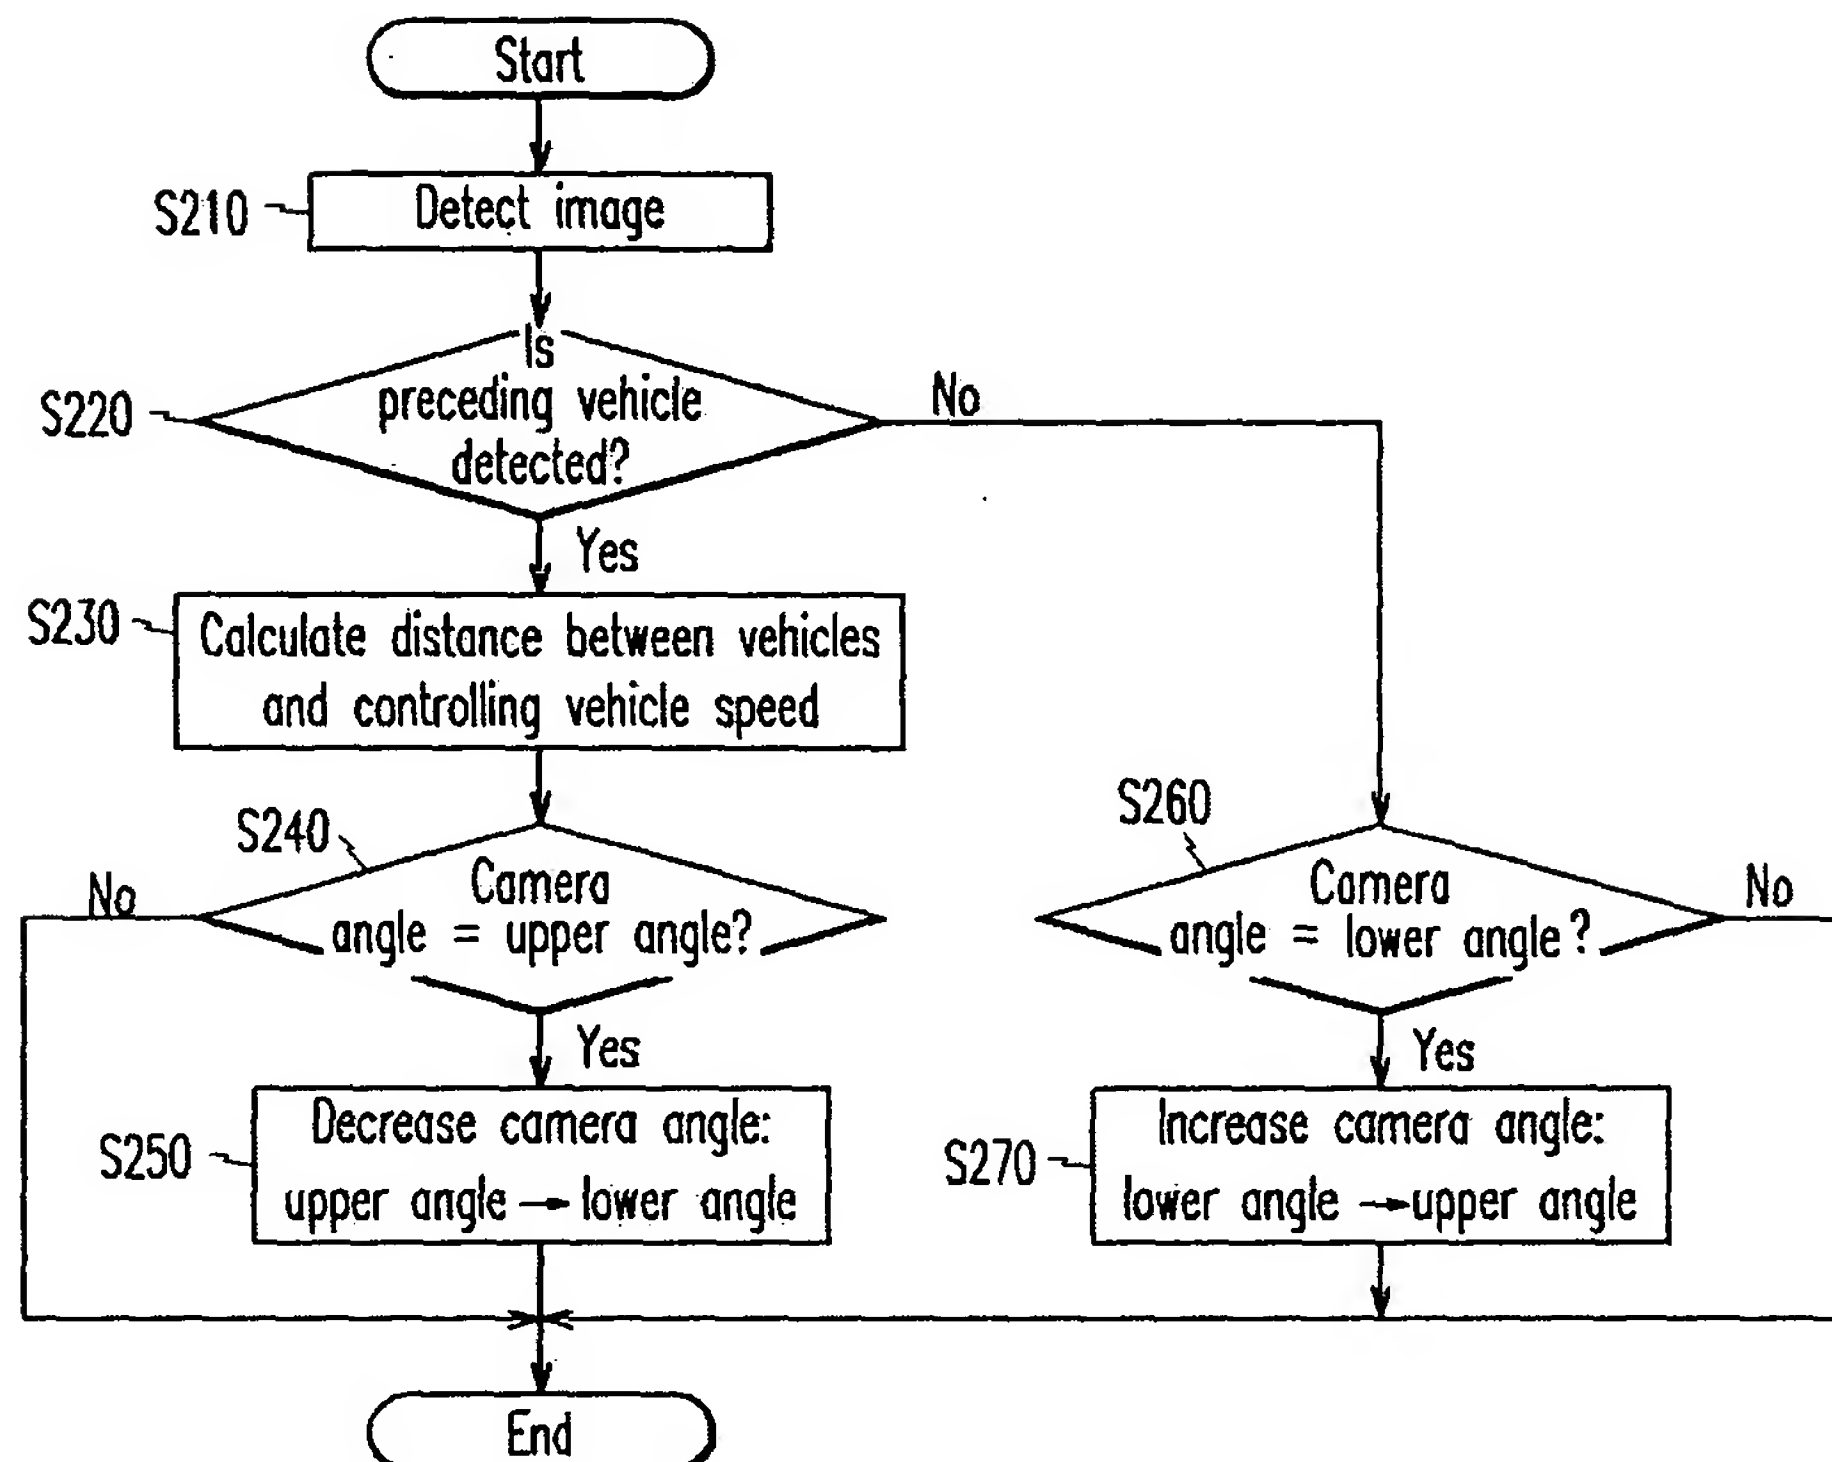 Start
S210
Detect image
S220
Is
preceding vehicle
detected?
No
Yes
S230
Calculate distance between vehicles
and controlling vehicle speed
S240
No
Camera
angle = upper angle?
Yes
S260
Camera
angle = lower angle?
No
Yes
S250
Decrease camera angle:
upper angle → lower angle
S270
Increase camera angle:
lower angle → upper angle
End